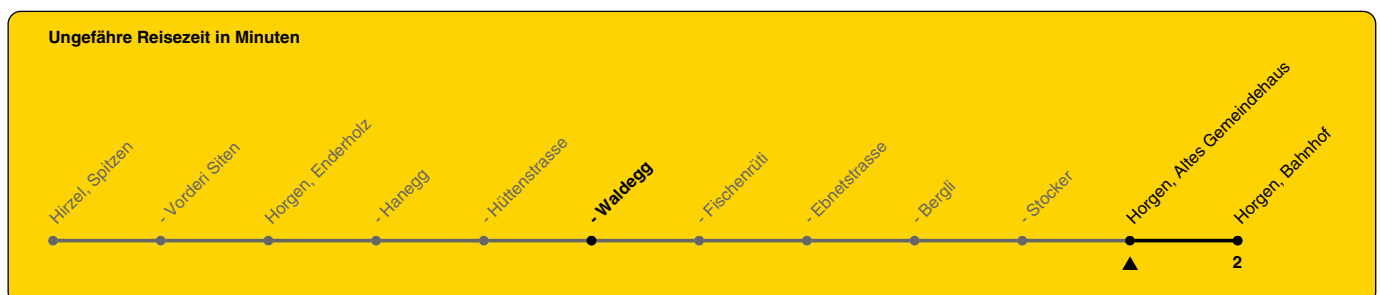 Ungefähre Reisezeit in Minuten
Hirzel, Spitzen
- Vorderi Siten
Horgen, Enderholz
- Hanegg
- Hüttenstrasse
- Waldegg
- Fischenrüti
- Ebnetstrasse
- Bergli
- Stocker
Horgen, Altes Gemeindehaus
Horgen, Bahnhof
2